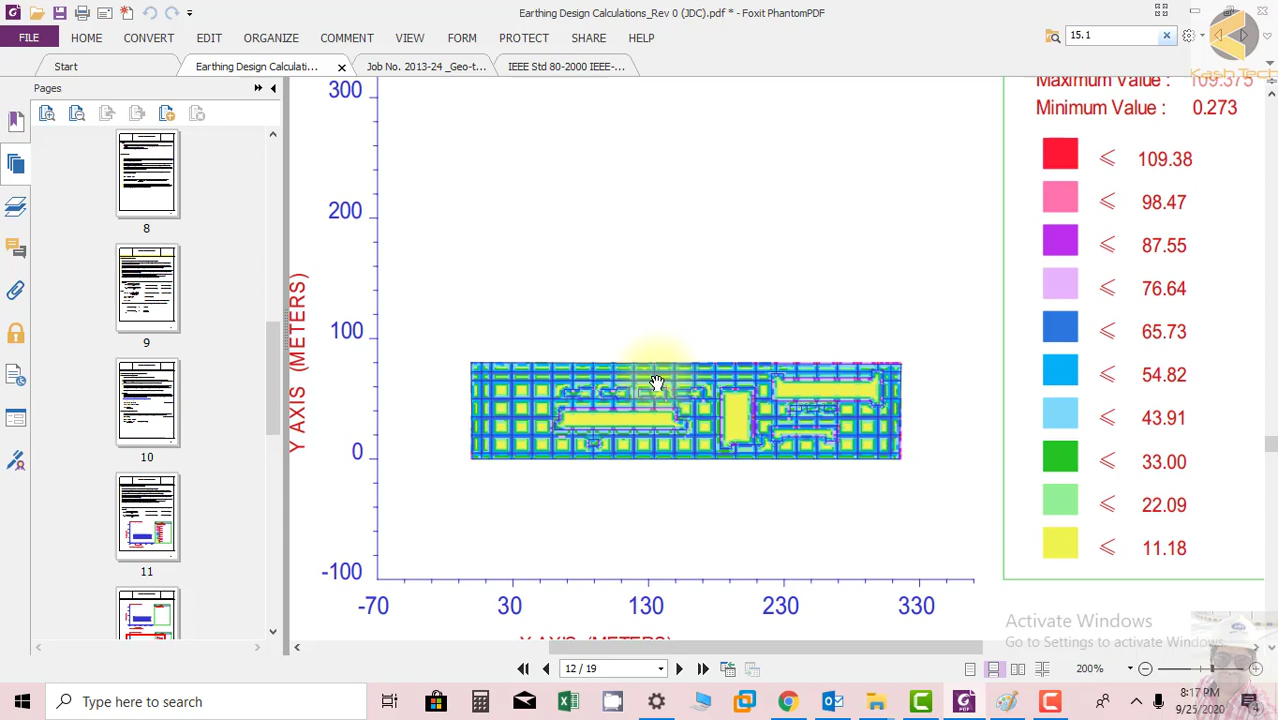 Earthing Design Calculations_Rev 0 (JDC).pdf * - Foxit PhantomPDF
FILE HOME CONVERT EDIT ORGANIZE COMMENT VIEW FORM PROTECT SHARE HELP
15.1
Kash Tech
Start
Earthing Design Calculati...
Job No. 2013-24 _Geo-t...
IEEE Std 80-2000 IEEE-...
Pages
8
9
10
11
Y AXIS (METERS)
300
200
100
0
-100
-70 30 130 230 330
Maximum Value : 109.375
Minimum Value : 0.273
⩽ 109.38
⩽ 98.47
⩽ 87.55
⩽ 76.64
⩽ 65.73
⩽ 54.82
⩽ 43.91
⩽ 33.00
⩽ 22.09
⩽ 11.18
Activate Windows
Go to Settings to activate Windows.
12 / 19
200%
Type here to search
8:17 PM
9/25/2020